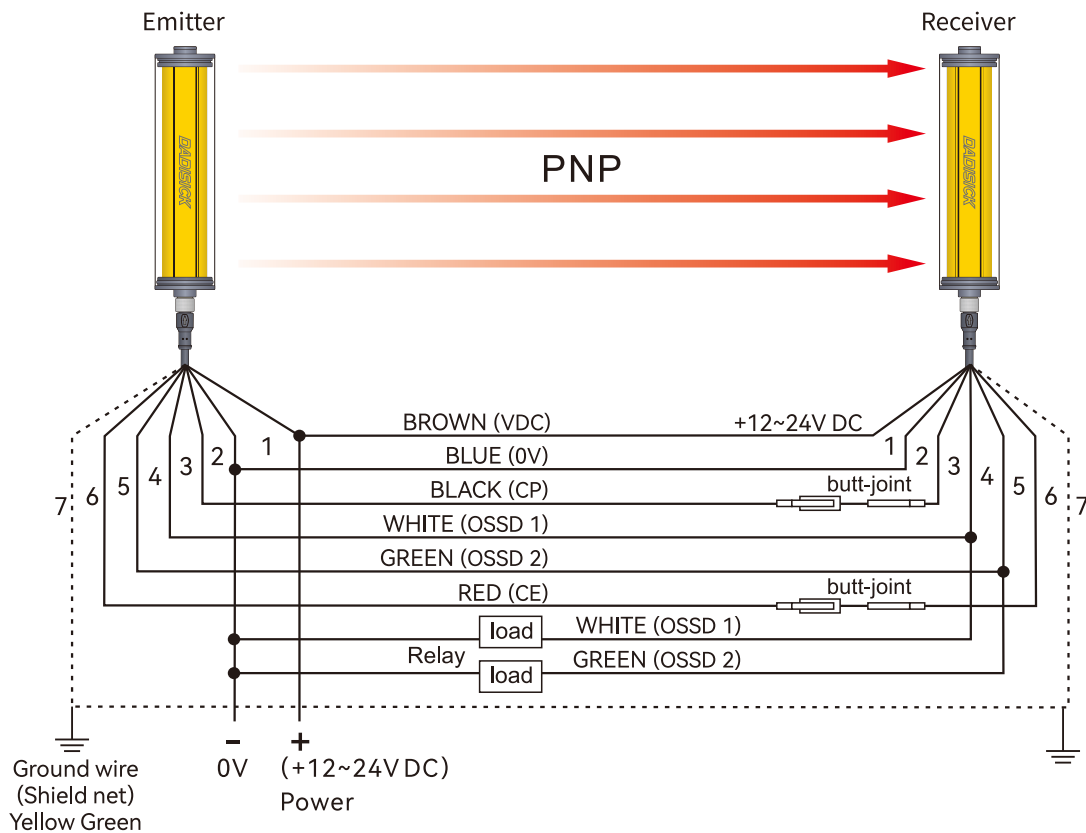 Emitter
Receiver
DADISICK
DADISICK
PNP
BROWN (VDC)
+12~24V DC
BLUE (0V)
BLACK (CP)
butt-joint
WHITE (OSSD 1)
GREEN (OSSD 2)
RED (CE)
butt-joint
7 6 5 4 3 2 1
1 2 3 4 5 6 7
load
WHITE (OSSD 1)
Relay
load
GREEN (OSSD 2)
- +
0V
(+12~24V DC)
Power
Ground wire
(Shield net)
Yellow Green